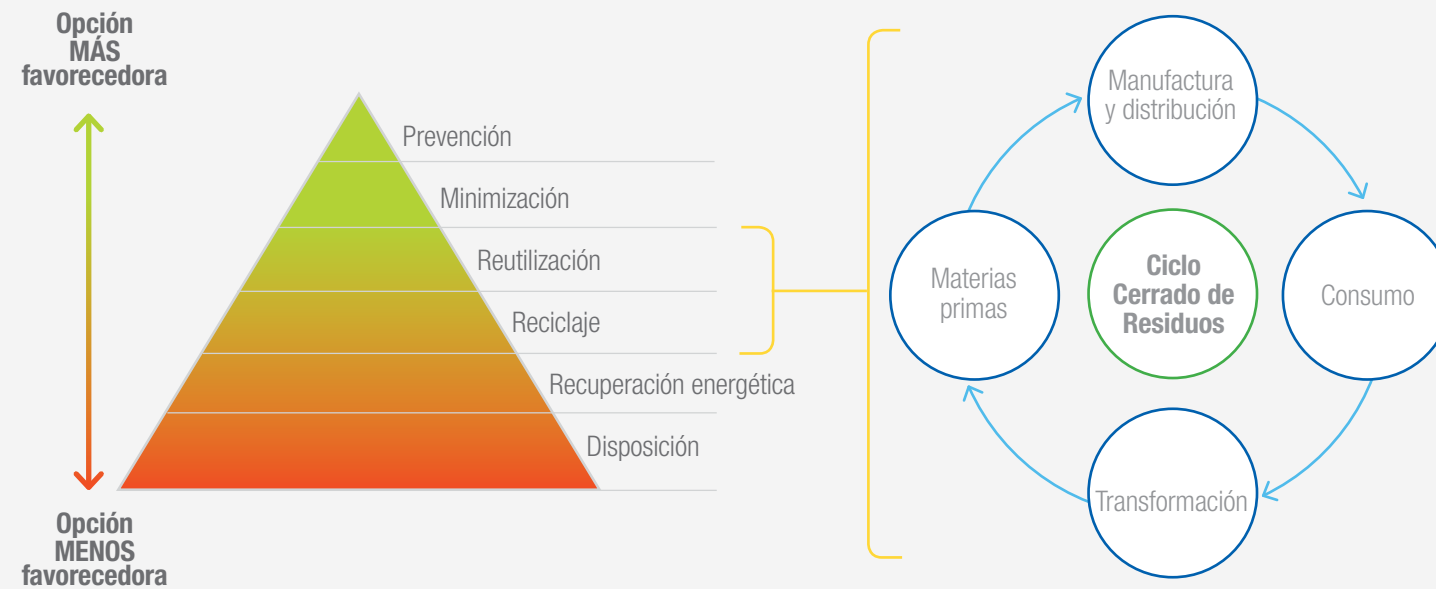 Opción
MÁS
favorecedora
Prevención
Minimización
Reutilización
Reciclaje
Recuperación energética
Disposición
Opción
MENOS
favorecedora
Manufactura
y distribución
Materias
primas
Ciclo
Cerrado de
Residuos
Consumo
Transformación